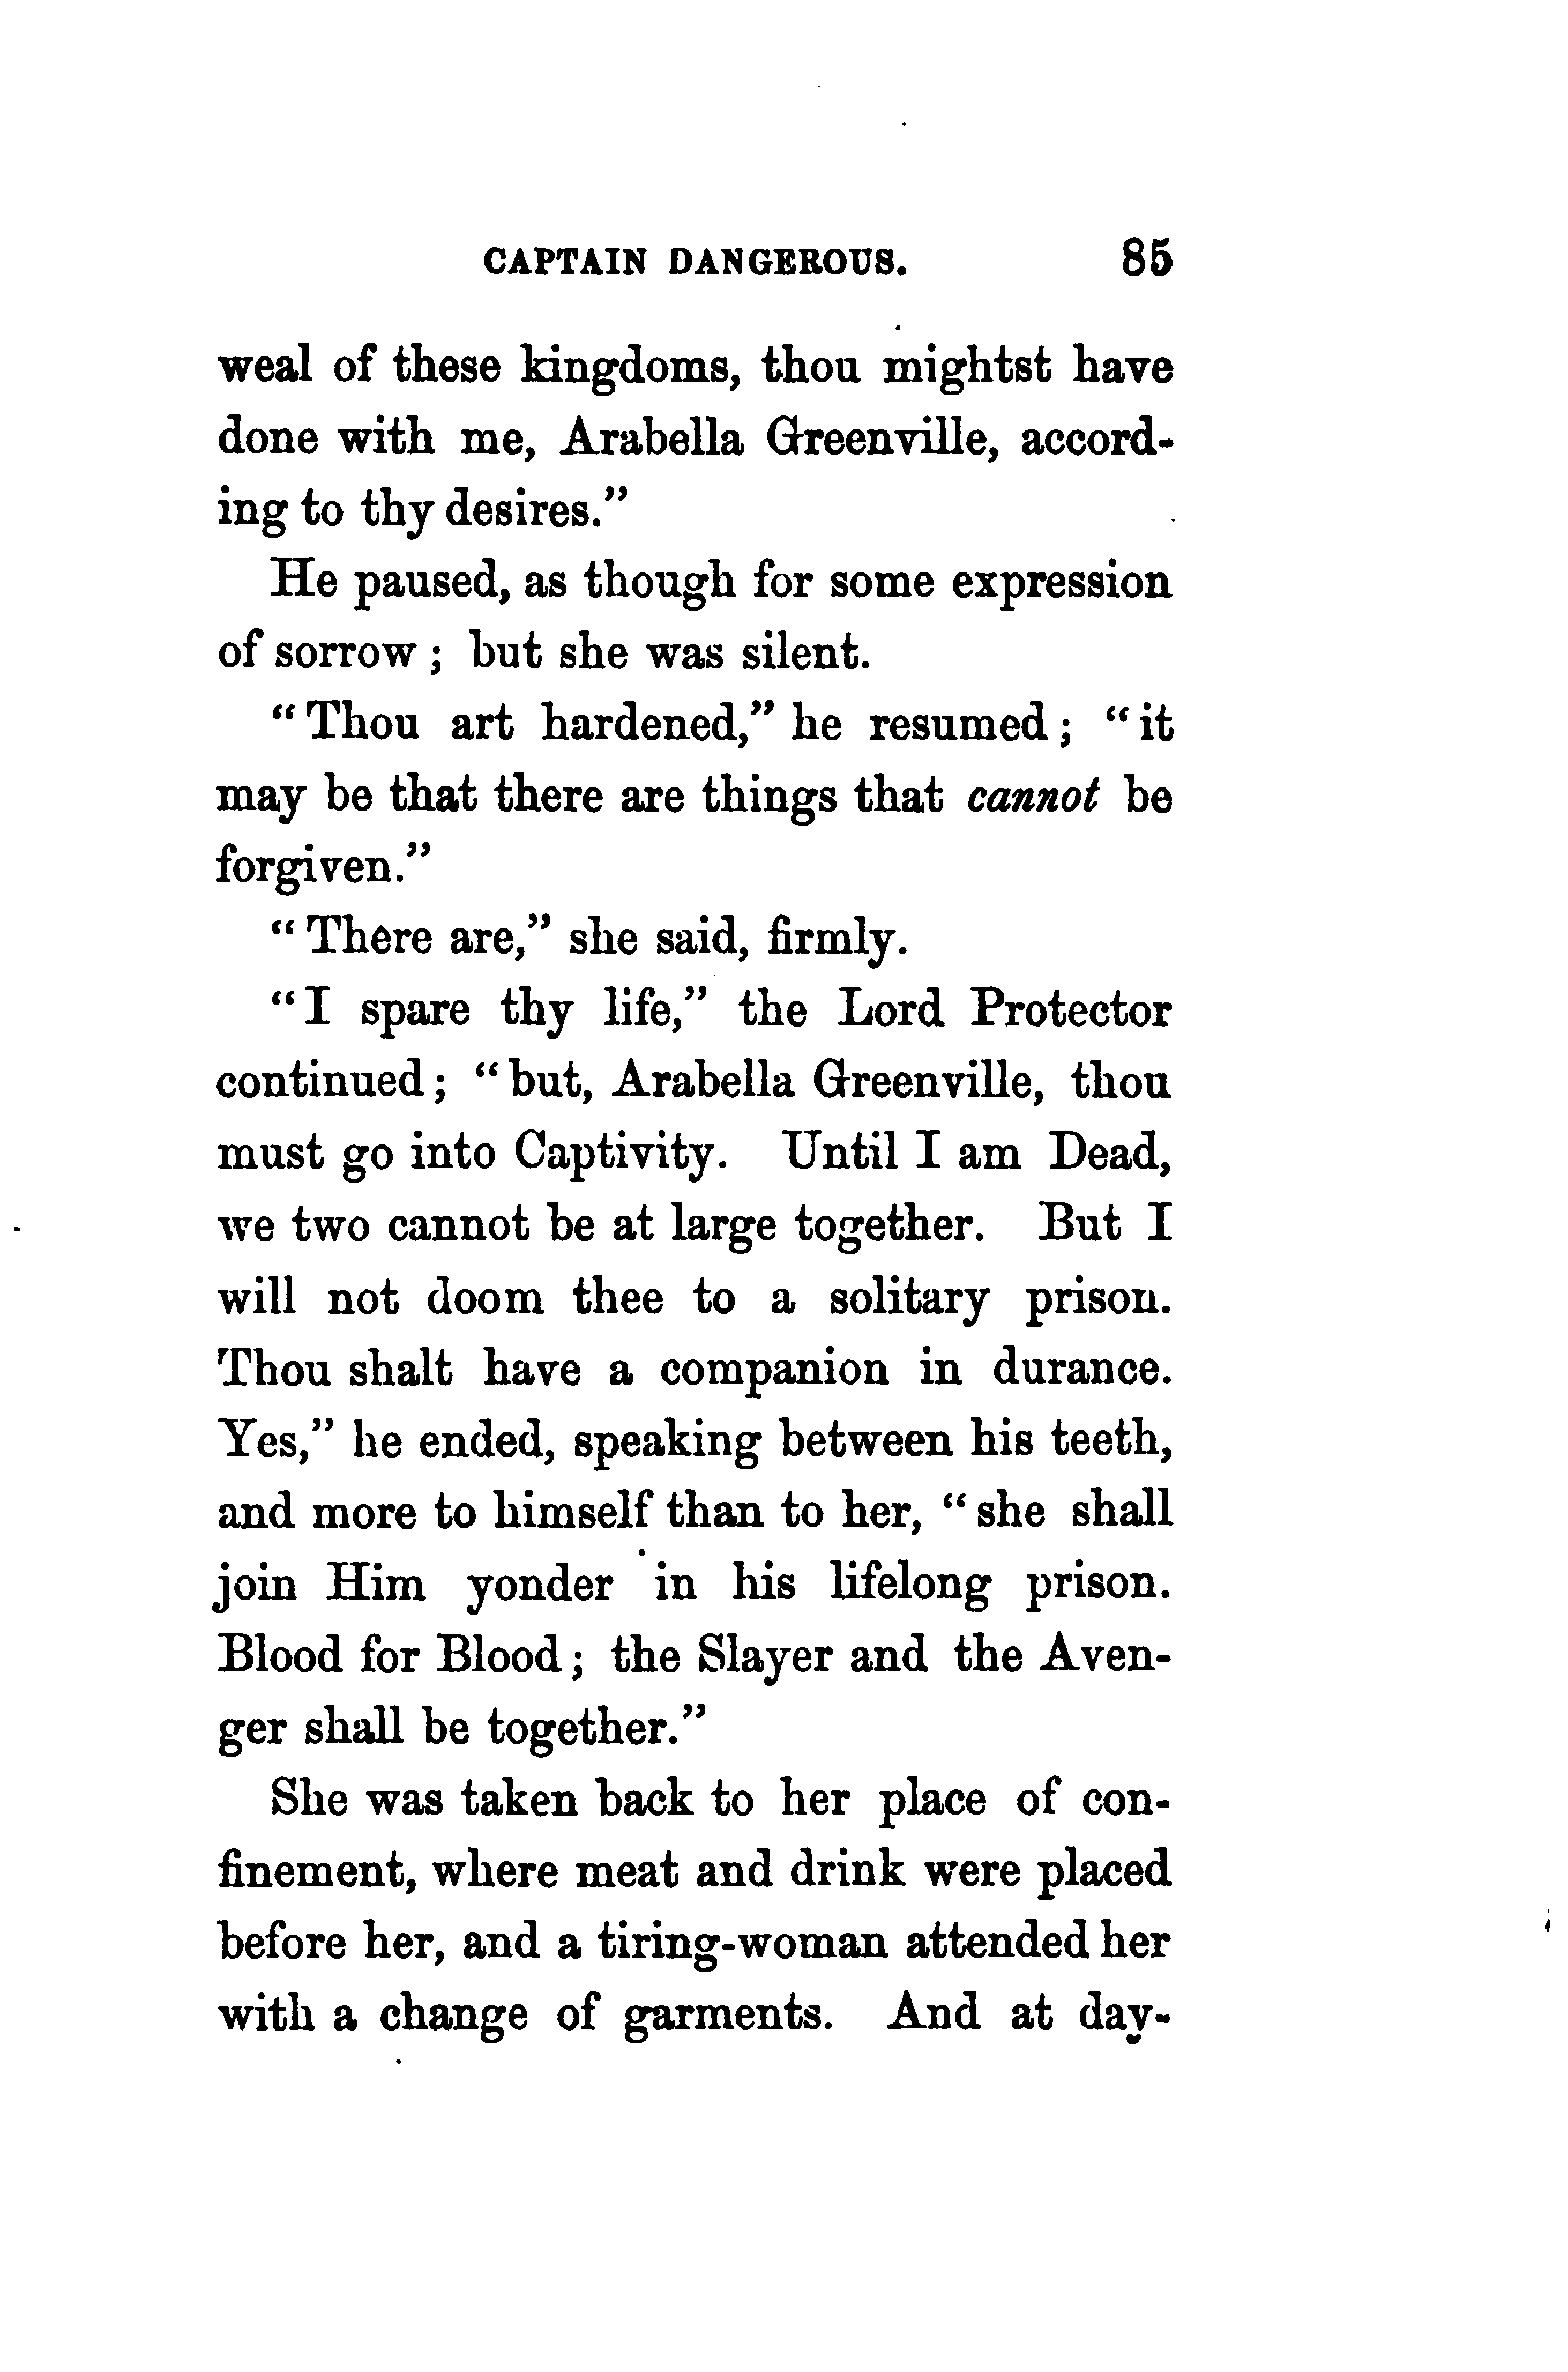 CAPTAIN DANGEROUS. 85
weal of these kingdoms, thou mightst have
done with me, Arabella Greenville, accord-
ing to thy desires.”
He paused, as though for some expression
of sorrow ; but she was silent.
“ Thou art hardened,” he resumed ; “ it
may be that there are things that cannot be
forgiven.”
“ There are,” she said, firmly.
“ I spare thy life,” the Lord Protector
continued ; “ but, Arabella Greenville, thou
must go into Captivity. Until I am Dead,
we two cannot be at large together. But I
will not doom thee to a solitary prison.
Thou shalt have a companion in durance.
Yes,” he ended, speaking between his teeth,
and more to himself than to her, “ she shall
join Him yonder in his lifelong prison.
Blood for Blood ; the Slayer and the Aven-
ger shall be together.”
She was taken back to her place of con-
finement, where meat and drink were placed
before her, and a tiring-woman attended her
with a change of garments. And at day-